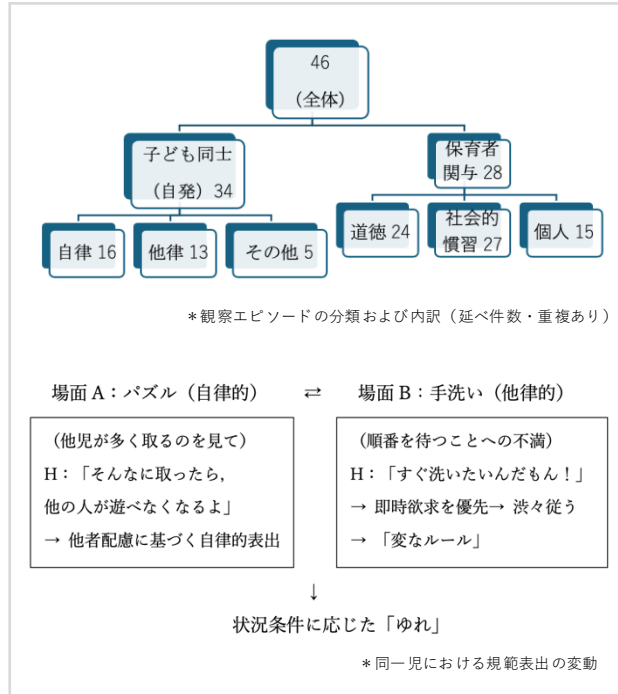 46
（全体）
子ども同士
（自発）34
保育者
関与 28
自律 16
他律 13
その他 5
道徳 24
社会的
慣習 27
個人 15
＊観察エピソードの分類および内訳（延べ件数・重複あり）
場面 A：パズル（自律的） ⇄ 場面 B：手洗い（他律的）
（他児が多く取るのを見て）
H：「そんなに取ったら，
他の人が遊べなくなるよ」
→ 他者配慮に基づく自律的表出
（順番を待つことへの不満）
H：「すぐ洗いたいんだもん！」
→ 即時欲求を優先→ 渋々従う
→ 「変なルール」
↓
状況条件に応じた「ゆれ」
＊同一児における規範表出の変動